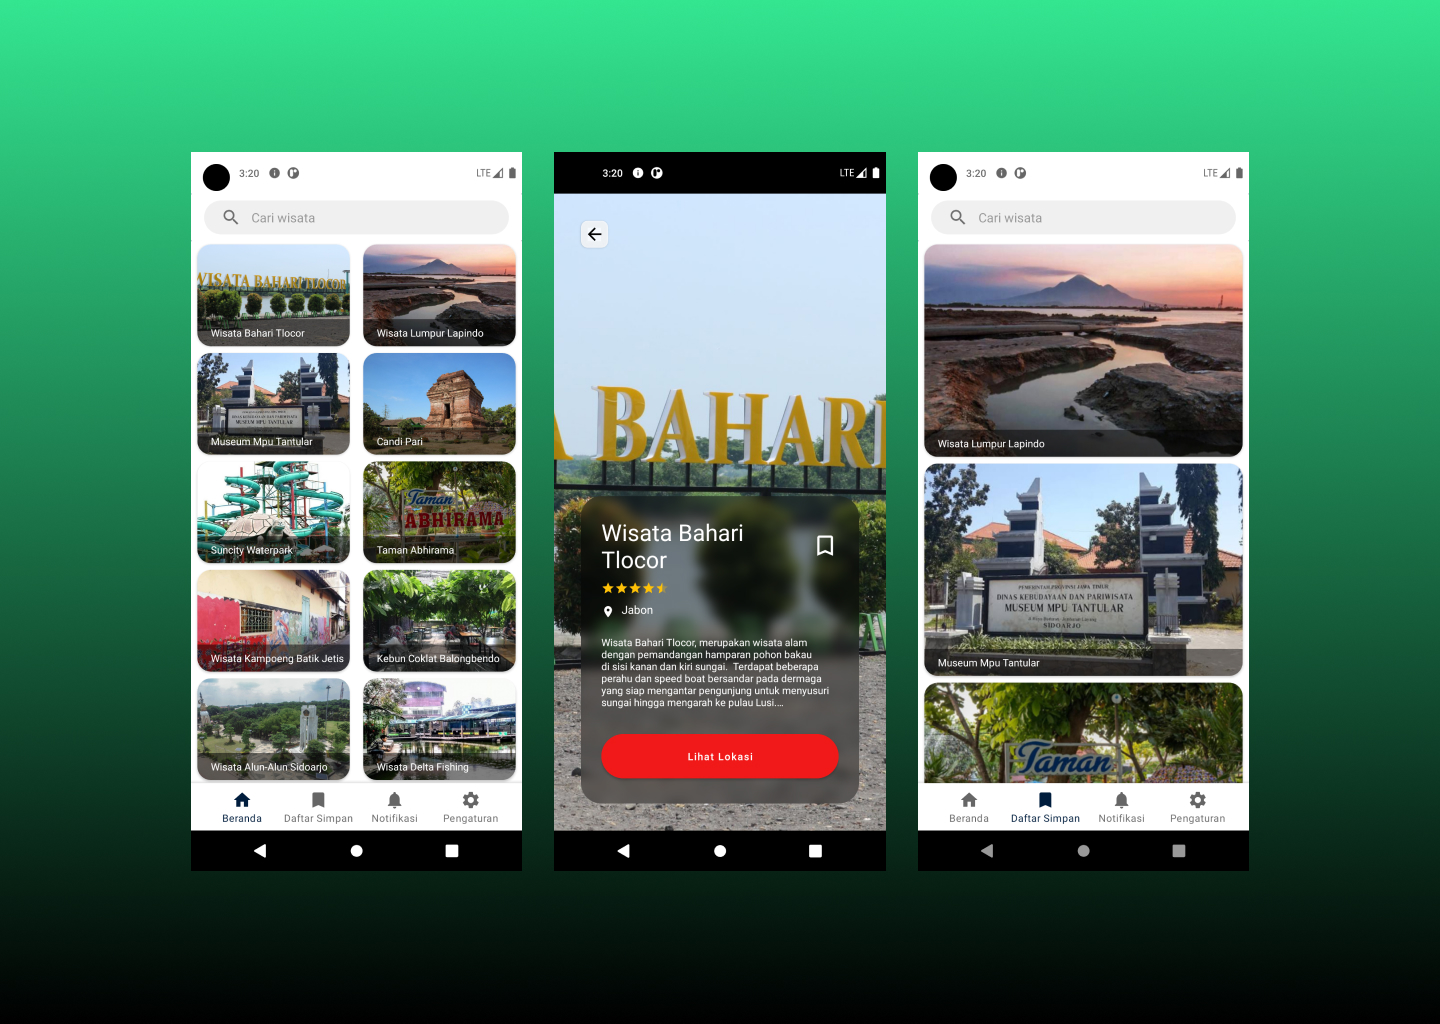 3:20
LTE
Cari wisata
WISATA BAHARI TLOCOR
Wisata Bahari Tlocor
Wisata Lumpur Lapindo
DINAS KEBUDAYAAN DAN PARIWISATA
MUSEUM MPU TANTULAR
Museum Mpu Tantular
Candi Pari
Suncity Waterpark
Taman
ABHIRAMA
Taman Abhirama
Wisata Kampoeng Batik Jetis
Kebun Coklat Balongbendo
Wisata Alun-Alun Sidoarjo
Wisata Delta Fishing
Beranda
Daftar Simpan
Notifikasi
Pengaturan
3:20
LTE
A BAHARI
Wisata Bahari
Tlocor
Jabon
Wisata Bahari Tlocor, merupakan wisata alam
dengan pemandangan hamparan pohon bakau
di sisi kanan dan kiri sungai. Terdapat beberapa
perahu dan speed boat bersandar pada dermaga
yang siap mengantar pengunjung untuk menyusuri
sungai hingga mengarah ke pulau Lusi....
Lihat Lokasi
3:20
LTE
Cari wisata
Wisata Lumpur Lapindo
PEMERINTAH PROVINSI JAWA TIMUR
DINAS KEBUDAYAAN DAN PARIWISATA
MUSEUM MPU TANTULAR
SIDOARJO
Museum Mpu Tantular
Taman
Beranda
Daftar Simpan
Notifikasi
Pengaturan